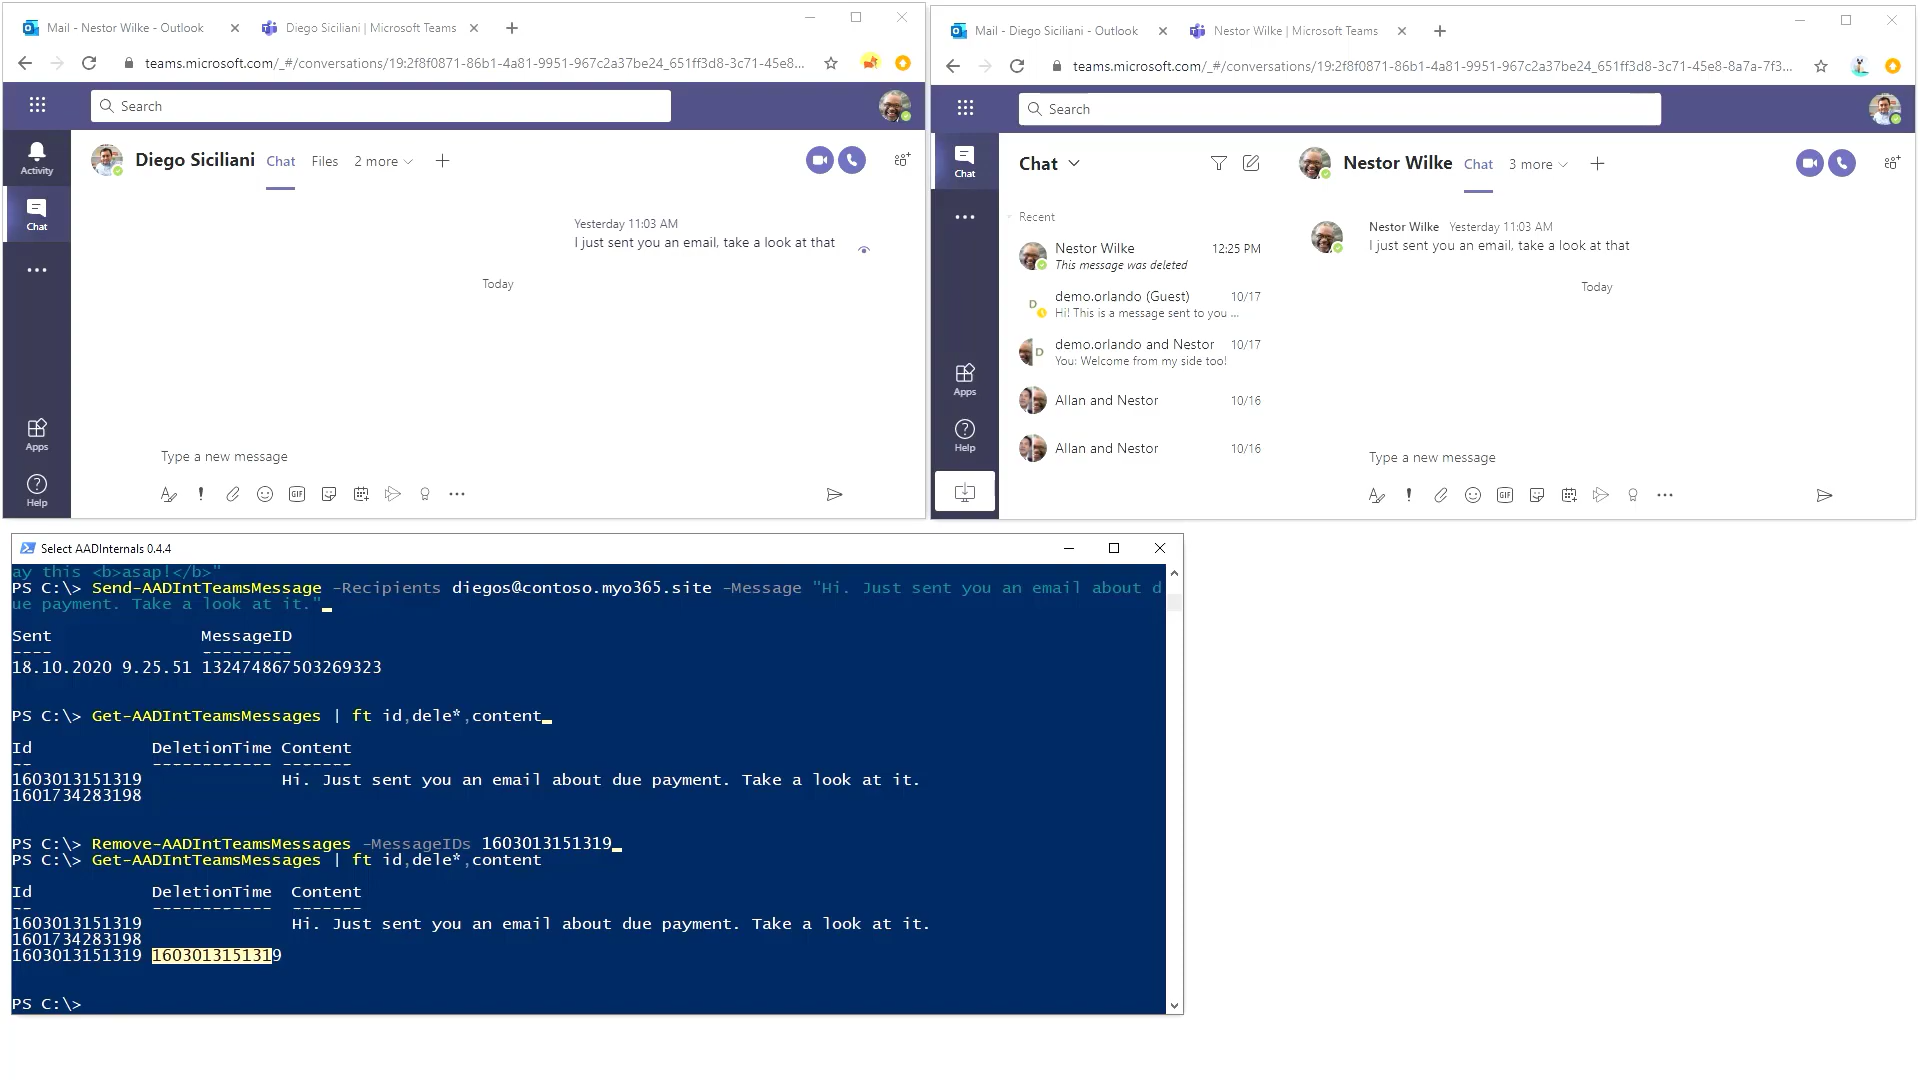 Mail - Nestor Wilke - Outlook
Diego Siciliani | Microsoft Teams
teams.microsoft.com/_#/conversations/19:2f8f0871-86b1-4a81-9951-967c2a37be24_651ff3d8-3c71-45e8...
Search
Activity
Chat
Apps
Help
Diego Siciliani Chat Files 2 more
Yesterday 11:03 AM
I just sent you an email, take a look at that
Today
Type a new message
GIF
Mail - Diego Siciliani - Outlook
Nestor Wilke | Microsoft Teams
teams.microsoft.com/_#/conversations/19:2f8f0871-86b1-4a81-9951-967c2a37be24_651ff3d8-3c71-45e8-8a7a-7f3...
Search
Chat
Apps
Help
Chat
Recent
Nestor Wilke 12:25 PM
This message was deleted
D
demo.orlando (Guest) 10/17
Hi! This is a message sent to you ...
D
demo.orlando and Nestor 10/17
You: Welcome from my side too!
Allan and Nestor 10/16
Allan and Nestor 10/16
Nestor Wilke Chat 3 more
Nestor Wilke Yesterday 11:03 AM
I just sent you an email, take a look at that
Today
Type a new message
GIF
Select AADInternals 0.4.4
ay this <b>asap!</b>"
PS C:\> Send-AADIntTeamsMessage -Recipients diegos@contoso.myo365.site -Message "Hi. Just sent you an email about d
ue payment. Take a look at it."
Sent MessageID
---- ---------
18.10.2020 9.25.51 132474867503269323
PS C:\> Get-AADIntTeamsMessages | ft id,dele*,content
Id DeletionTime Content
-- ------------ -------
1603013151319 Hi. Just sent you an email about due payment. Take a look at it.
1601734283198
PS C:\> Remove-AADIntTeamsMessages -MessageIDs 1603013151319
PS C:\> Get-AADIntTeamsMessages | ft id,dele*,content
Id DeletionTime Content
-- ------------ -------
1603013151319 Hi. Just sent you an email about due payment. Take a look at it.
1601734283198
1603013151319 1603013151319
PS C:\>